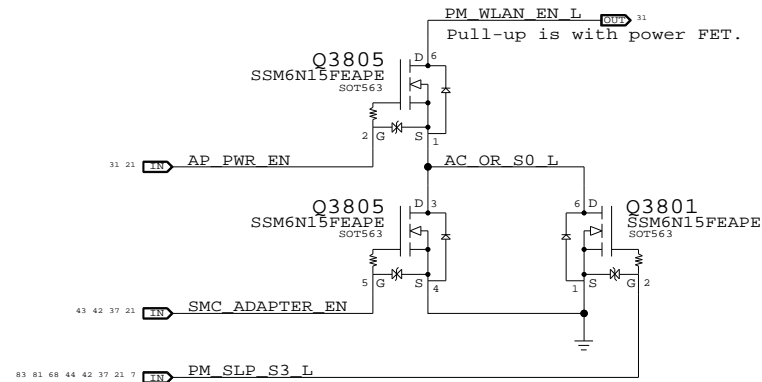 PM_WLAN_EN_L OUT 31
Pull-up is with power FET.
Q3805
SSM6N15FEAPE
SOT563
D 6
2 G S 1
31 21 IN AP_PWR_EN
AC_OR_S0_L
Q3805
SSM6N15FEAPE
SOT563
D 3
5 G S 4
6 D
Q3801
SSM6N15FEAPE
SOT563
1 S G 2
43 42 37 21 IN SMC_ADAPTER_EN
83 81 68 44 42 37 21 7 IN PM_SLP_S3_L